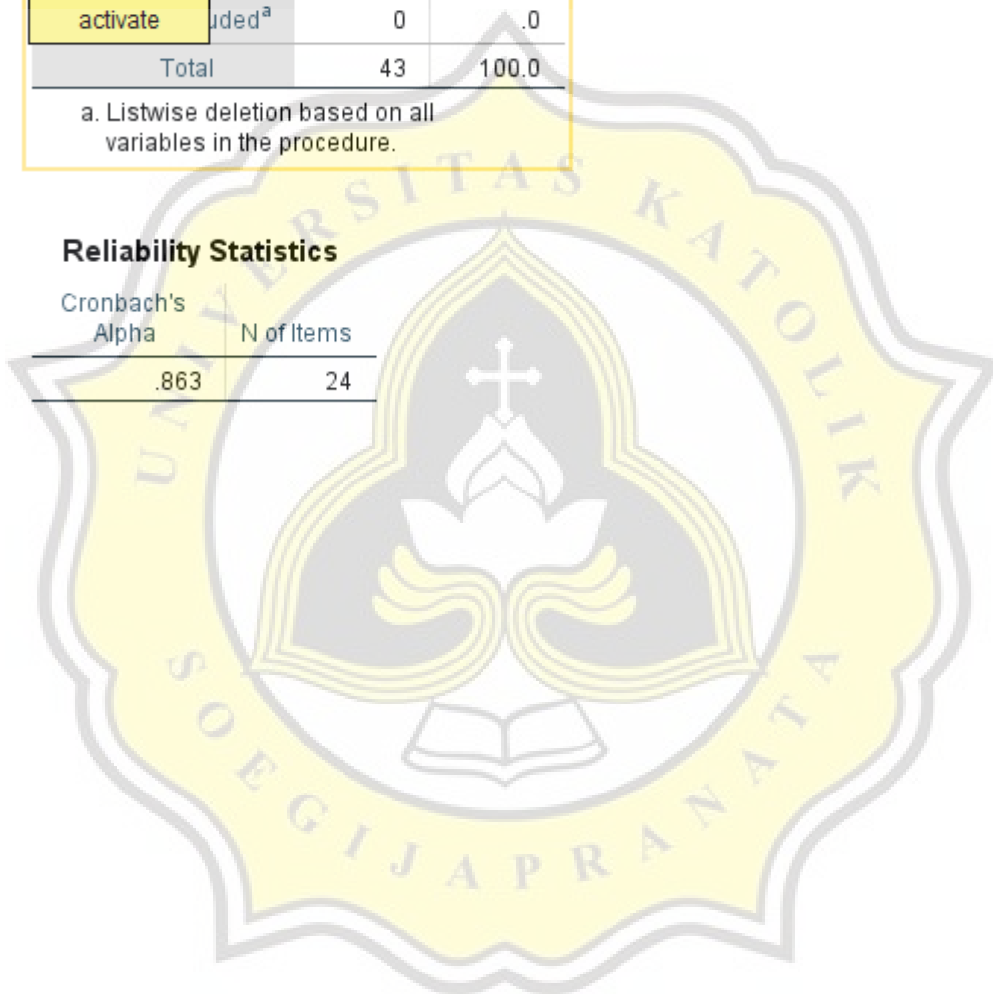 activate uded^a 0 .0
Total 43 100.0
a. Listwise deletion based on all
variables in the procedure.
Reliability Statistics
Cronbach's
Alpha N of Items
.863 24
UNIVERSITAS KATOLIK
SOEGIJAPRANATA